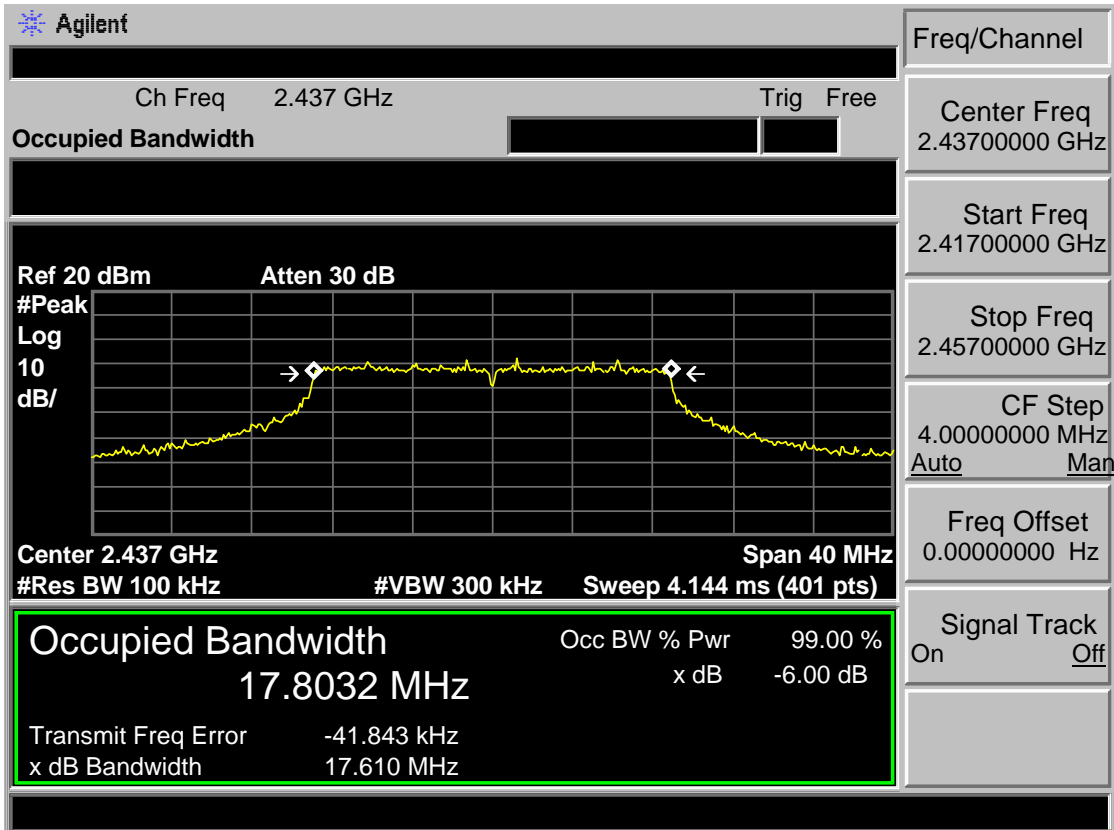 Agilent
Freq/Channel
Ch Freq 2.437 GHz Trig Free
Occupied Bandwidth
Center Freq
2.43700000 GHz
Start Freq
2.41700000 GHz
Stop Freq
2.45700000 GHz
CF Step
4.00000000 MHz
Auto Man
Freq Offset
0.00000000 Hz
Signal Track
On Off
Ref 20 dBm Atten 30 dB
#Peak
Log
10
dB/
Center 2.437 GHz Span 40 MHz
#Res BW 100 kHz #VBW 300 kHz Sweep 4.144 ms (401 pts)
Occupied Bandwidth Occ BW % Pwr 99.00 %
17.8032 MHz x dB -6.00 dB
Transmit Freq Error -41.843 kHz
x dB Bandwidth 17.610 MHz